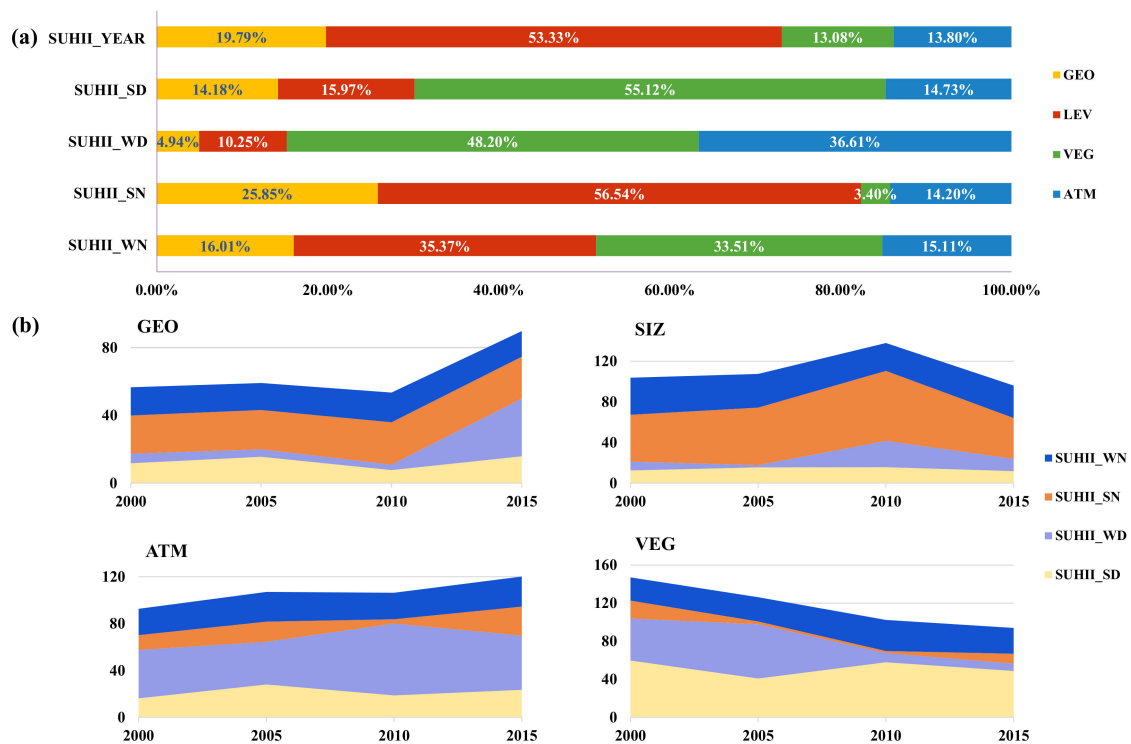 (a)
SUHII_YEAR 19.79% 53.33% 13.08% 13.80%
SUHII_SD 14.18% 15.97% 55.12% 14.73%
SUHII_WD 4.94% 10.25% 48.20% 36.61%
SUHII_SN 25.85% 56.54% 3.40% 14.20%
SUHII_WN 16.01% 35.37% 33.51% 15.11%
0.00% 20.00% 40.00% 60.00% 80.00% 100.00%
GEO
LEV
VEG
ATM
(b)
GEO
80
40
0
2000 2005 2010 2015
SIZ
120
80
40
0
2000 2005 2010 2015
ATM
120
80
40
0
2000 2005 2010 2015
VEG
160
120
80
40
0
2000 2005 2010 2015
SUHII_WN
SUHII_SN
SUHII_WD
SUHII_SD